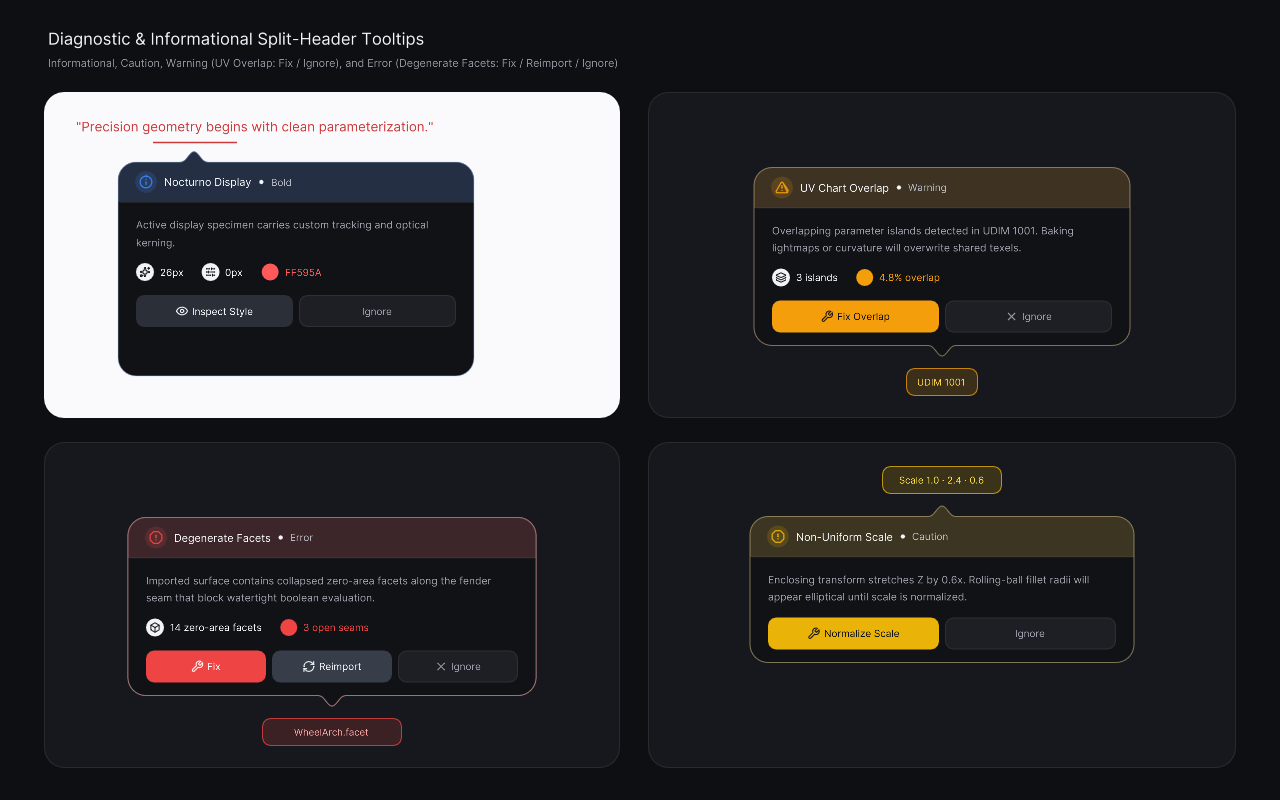 Diagnostic & Informational Split-Header Tooltips
Informational, Caution, Warning (UV Overlap: Fix / Ignore), and Error (Degenerate Facets: Fix / Reimport / Ignore)
"Precision geometry begins with clean parameterization."
Nocturno Display • Bold
Active display specimen carries custom tracking and optical
kerning.
26px 0px FF595A
Inspect Style Ignore
UV Chart Overlap • Warning
Overlapping parameter islands detected in UDIM 1001. Baking
lightmaps or curvature will overwrite shared texels.
3 islands 4.8% overlap
Fix Overlap Ignore
UDIM 1001
Degenerate Facets • Error
Imported surface contains collapsed zero-area facets along the fender
seam that block watertight boolean evaluation.
14 zero-area facets 3 open seams
Fix Reimport Ignore
WheelArch.facet
Scale 1.0 · 2.4 · 0.6
Non-Uniform Scale • Caution
Enclosing transform stretches Z by 0.6x. Rolling-ball fillet radii will
appear elliptical until scale is normalized.
Normalize Scale Ignore